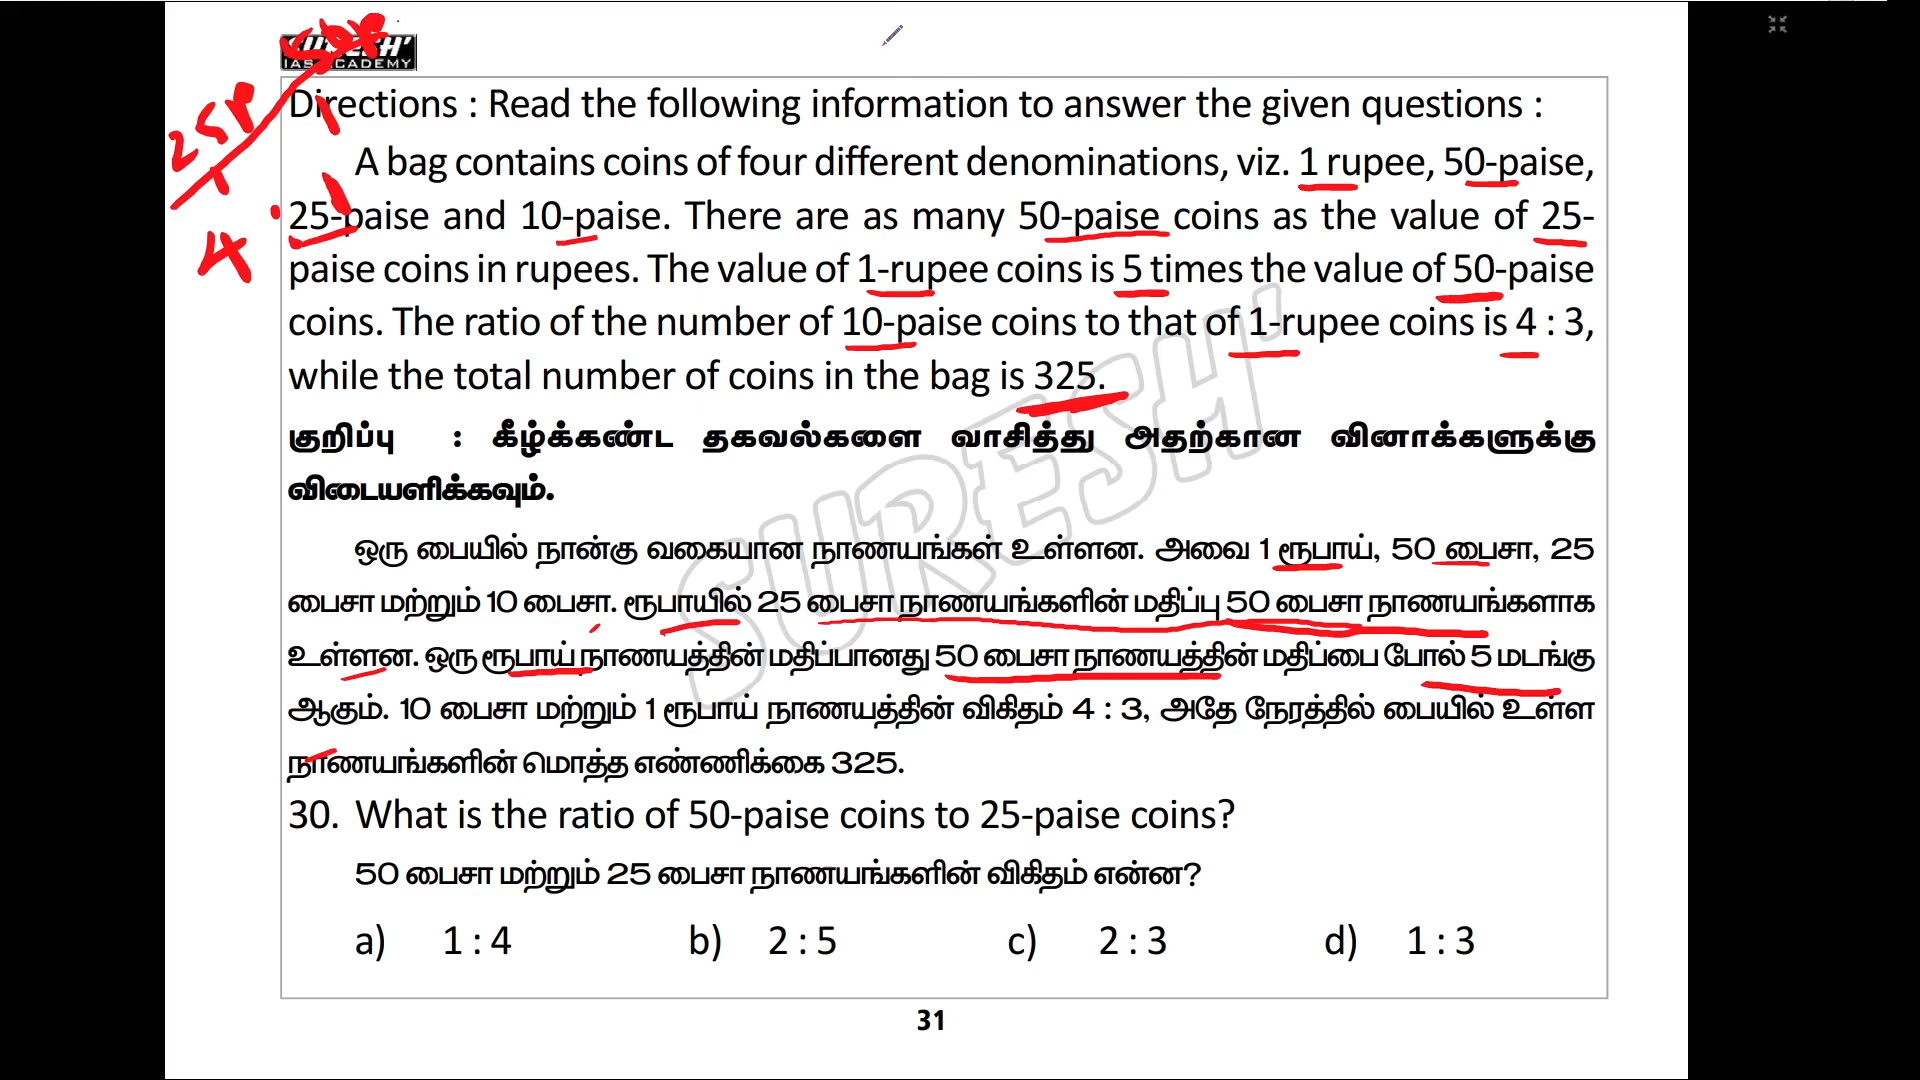 SURESH'
IAS ACADEMY
50P
25P
1
1
4 : 1
Directions : Read the following information to answer the given questions :
A bag contains coins of four different denominations, viz. 1 rupee, 50-paise,
25-paise and 10-paise. There are as many 50-paise coins as the value of 25-
paise coins in rupees. The value of 1-rupee coins is 5 times the value of 50-paise
coins. The ratio of the number of 10-paise coins to that of 1-rupee coins is 4 : 3,
while the total number of coins in the bag is 325.
குறிப்பு : கீழ்க்கண்ட தகவல்களை வாசித்து அதற்கான வினாக்களுக்கு
விடையளிக்கவும்.
ஒரு பையில் நான்கு வகையான நாணயங்கள் உள்ளன. அவை 1 ரூபாய், 50 பைசா, 25
பைசா மற்றும் 10 பைசா. ரூபாயில் 25 பைசா நாணயங்களின் மதிப்பு 50 பைசா நாணயங்களாக
உள்ளன. ஒரு ரூபாய் நாணயத்தின் மதிப்பானது 50 பைசா நாணயத்தின் மதிப்பை போல் 5 மடங்கு
ஆகும். 10 பைசா மற்றும் 1 ரூபாய் நாணயத்தின் விகிதம் 4 : 3, அதே நேரத்தில் பையில் உள்ள
நாணயங்களின் மொத்த எண்ணிக்கை 325.
SURESH'
30. What is the ratio of 50-paise coins to 25-paise coins?
50 பைசா மற்றும் 25 பைசா நாணயங்களின் விகிதம் என்ன?
a) 1 : 4 b) 2 : 5 c) 2 : 3 d) 1 : 3
31